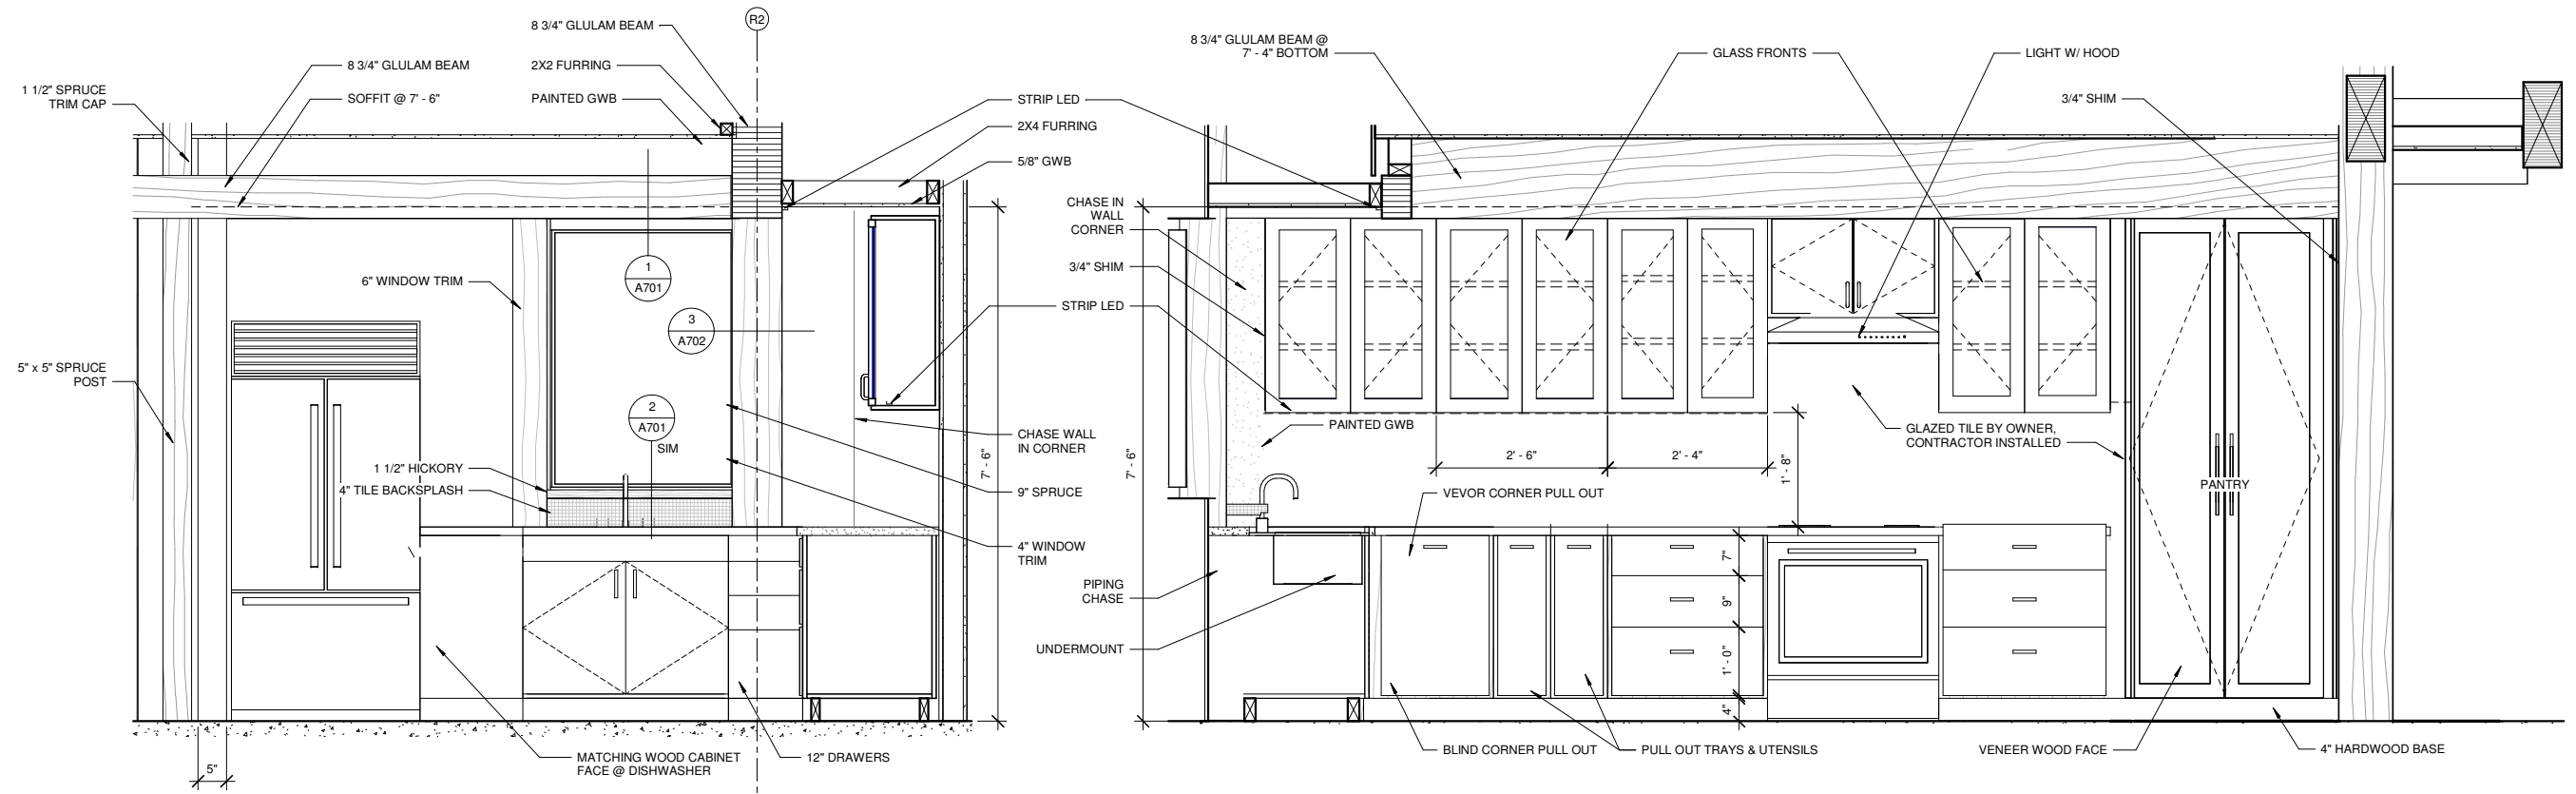 8 3/4" GLULAM BEAM
R2
8 3/4" GLULAM BEAM
2X2 FURRING
1 1/2" SPRUCE
TRIM CAP
SOFFIT @ 7' - 6"
PAINTED GWB
STRIP LED
2X4 FURRING
5/8" GWB
6" WINDOW TRIM
1
A701
3
A702
STRIP LED
5" x 5" SPRUCE
POST
2
A701
SIM
CHASE WALL
IN CORNER
7' - 6"
1 1/2" HICKORY
4" TILE BACKSPLASH
9" SPRUCE
4" WINDOW
TRIM
MATCHING WOOD CABINET
FACE @ DISHWASHER
12" DRAWERS
5"
8 3/4" GLULAM BEAM @
7' - 4" BOTTOM
GLASS FRONTS
LIGHT W/ HOOD
3/4" SHIM
CHASE IN
WALL
CORNER
3/4" SHIM
PAINTED GWB
GLAZED TILE BY OWNER,
CONTRACTOR INSTALLED
7' - 6"
2' - 6"
2' - 4"
1' - 8"
PANTRY
VEVOR CORNER PULL OUT
7"
PIPING
CHASE
9"
UNDERMOUNT
1' - 0"
4"
BLIND CORNER PULL OUT
PULL OUT TRAYS & UTENSILS
VENEER WOOD FACE
4" HARDWOOD BASE